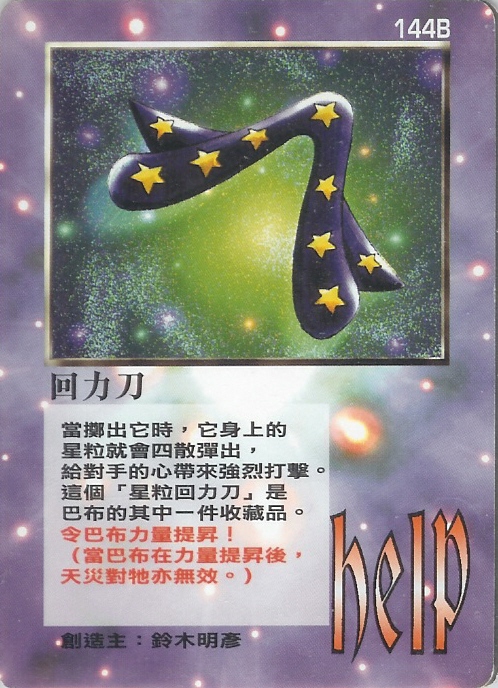 144B
回力刀
當擲出它時，它身上的
星粒就會四散彈出，
給對手的心帶來強烈打擊。
這個「星粒回力刀」是
巴布的其中一件收藏品。
令巴布力量提昇！
（當巴布在力量提昇後，
天災對牠亦無效。）
help
創造主：鈴木明彥